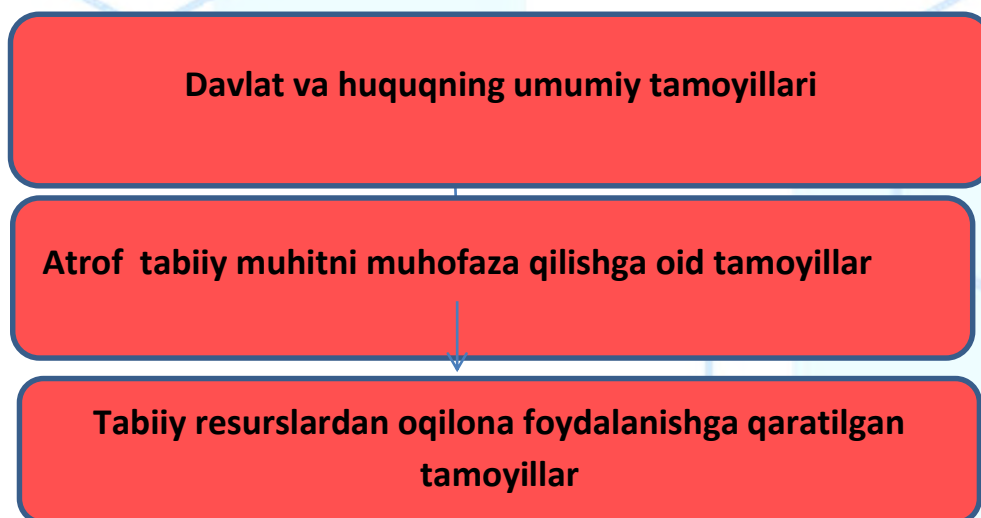 Davlat va huquqning umumiy tamoyillari
Atrof tabiiy muhitni muhofaza qilishga oid tamoyillar
Tabiiy resurslardan oqilona foydalanishga qaratilgan
tamoyillar